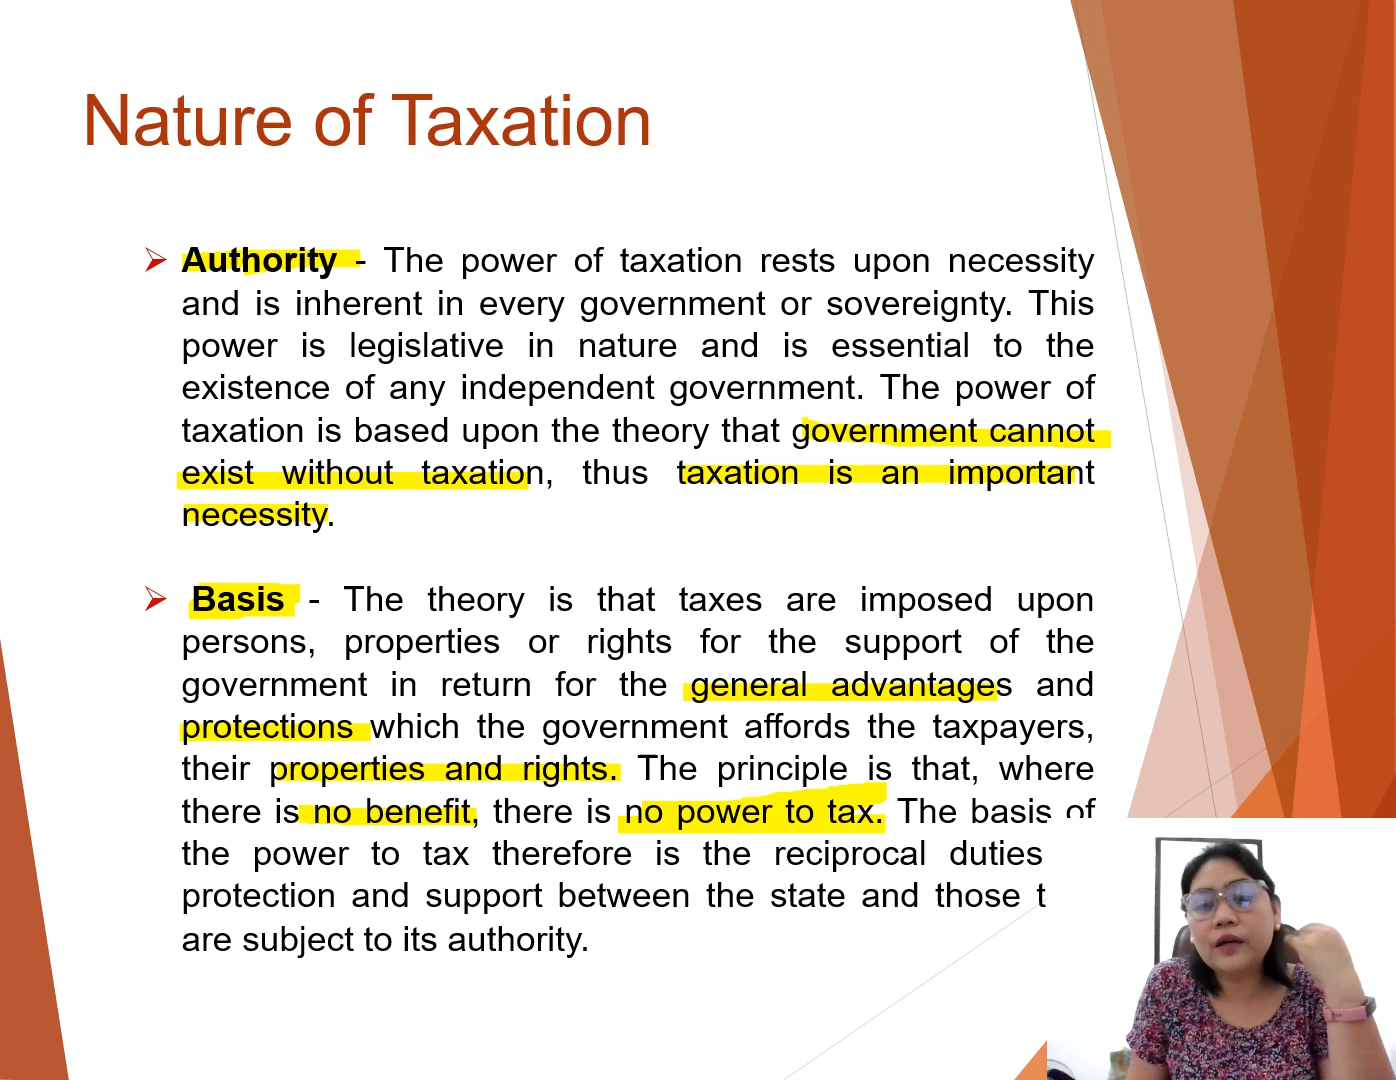 Nature of Taxation
Authority - The power of taxation rests upon necessity
and is inherent in every government or sovereignty. This
power is legislative in nature and is essential to the
existence of any independent government. The power of
taxation is based upon the theory that government cannot
exist without taxation, thus taxation is an important
necessity.
Basis - The theory is that taxes are imposed upon
persons, properties or rights for the support of the
government in return for the general advantages and
protections which the government affords the taxpayers,
their properties and rights. The principle is that, where
there is no benefit, there is no power to tax. The basis of
the power to tax therefore is the reciprocal duties
protection and support between the state and those
are subject to its authority.